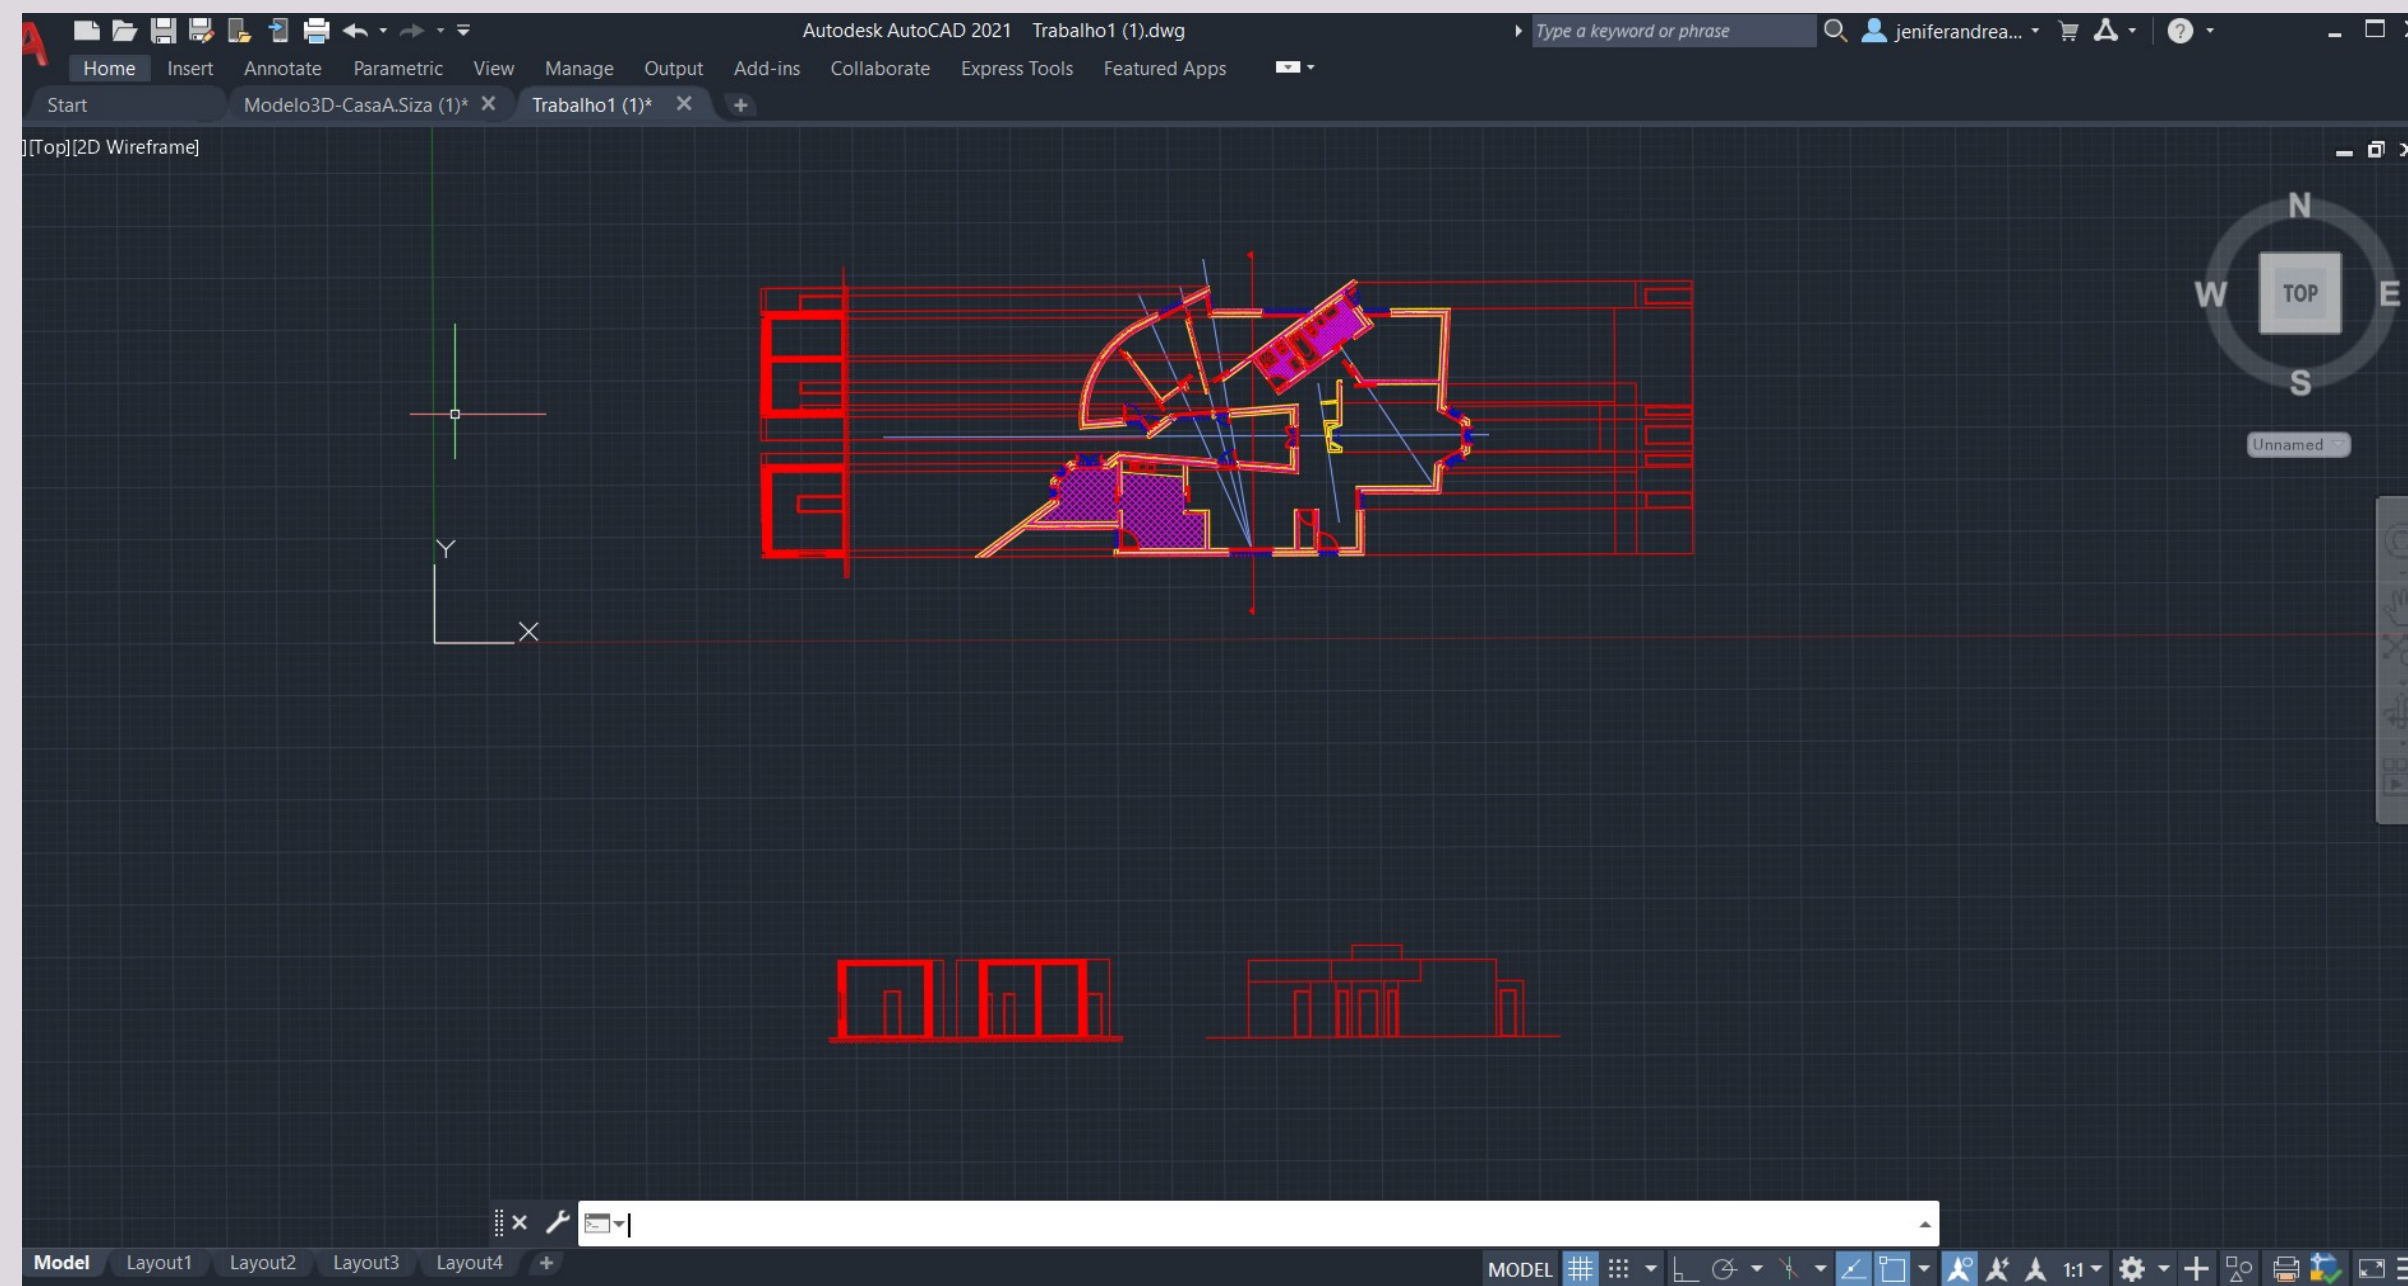 Autodesk AutoCAD 2021 Trabalho1 (1).dwg
Type a keyword or phrase
jeniferandrea...
Home Insert Annotate Parametric View Manage Output Add-ins Collaborate Express Tools Featured Apps
Start Modelo3D-CasaA.Siza (1)* Trabalho1 (1)*
][Top][2D Wireframe]
N
W TOP E
S
Unnamed
Y
X
Model Layout1 Layout2 Layout3 Layout4
MODEL 1:1